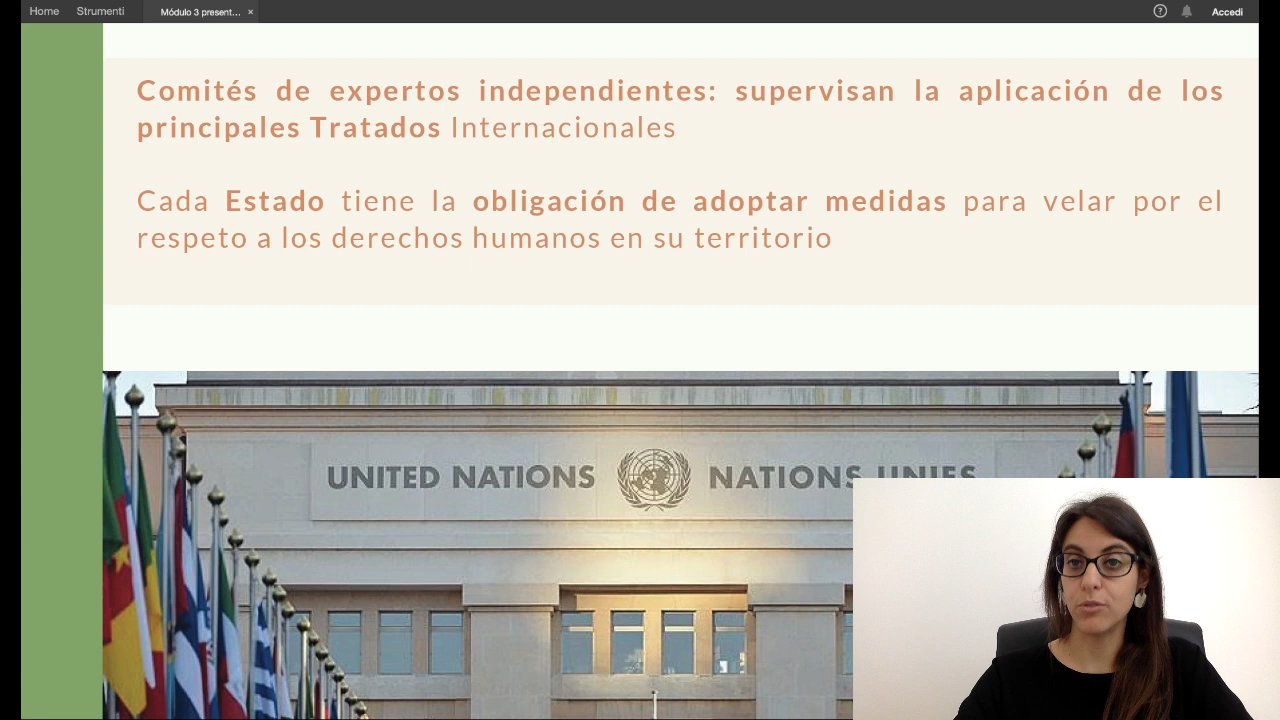 Home Strumenti Módulo 3 present... × ? Accedi
Comités de expertos independientes: supervisan la aplicación de los
principales Tratados Internacionales
Cada Estado tiene la obligación de adoptar medidas para velar por el
respeto a los derechos humanos en su territorio
UNITED NATIONS NATIONS UNIES